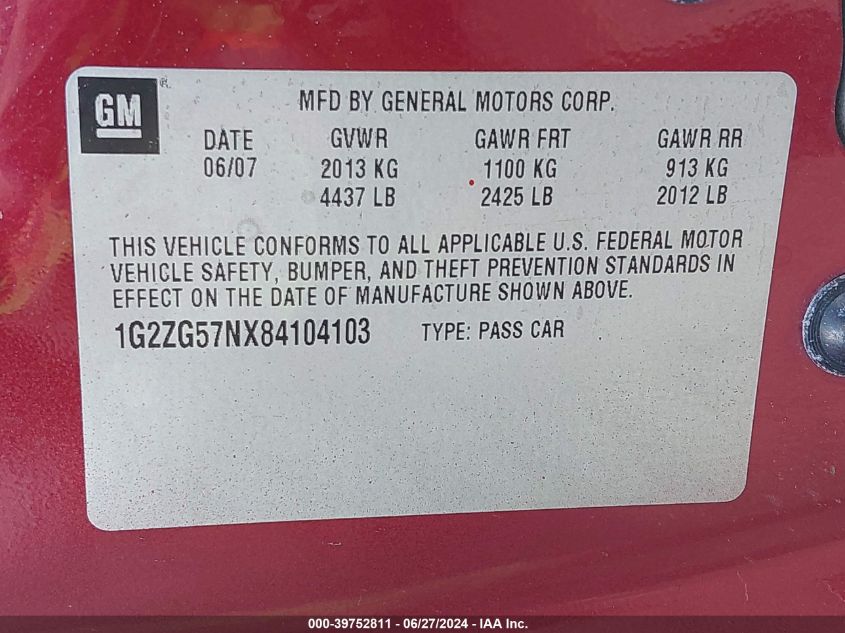 GM ®
MFD BY GENERAL MOTORS CORP.
DATE GVWR GAWR FRT GAWR RR
06/07 2013 KG 1100 KG 913 KG
4437 LB 2425 LB 2012 LB
THIS VEHICLE CONFORMS TO ALL APPLICABLE U.S. FEDERAL MOTOR
VEHICLE SAFETY, BUMPER, AND THEFT PREVENTION STANDARDS IN
EFFECT ON THE DATE OF MANUFACTURE SHOWN ABOVE.
1G2ZG57NX84104103 TYPE: PASS CAR
000-39752811 - 06/27/2024 - IAA Inc.